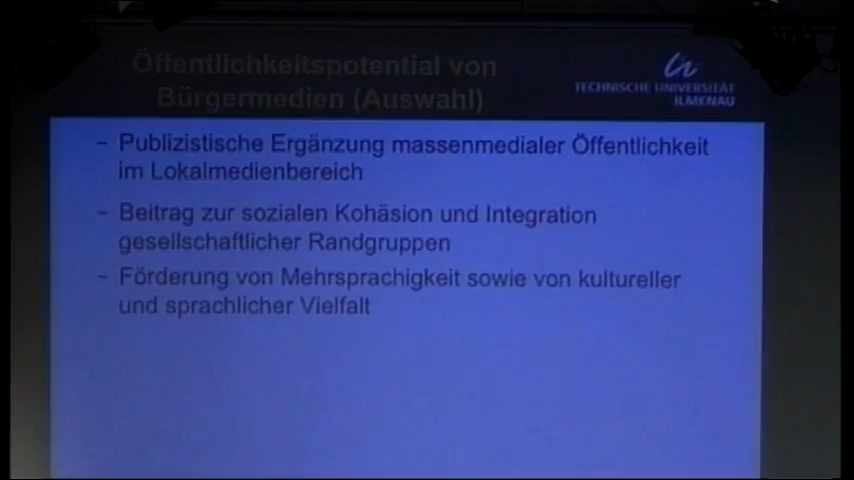 Öffentlichkeitspotential von
Bürgermedien (Auswahl)
TECHNISCHE UNIVERSITÄT
ILMENAU
– Publizistische Ergänzung massenmedialer Öffentlichkeit
im Lokalmedienbereich
– Beitrag zur sozialen Kohäsion und Integration
gesellschaftlicher Randgruppen
– Förderung von Mehrsprachigkeit sowie von kultureller
und sprachlicher Vielfalt